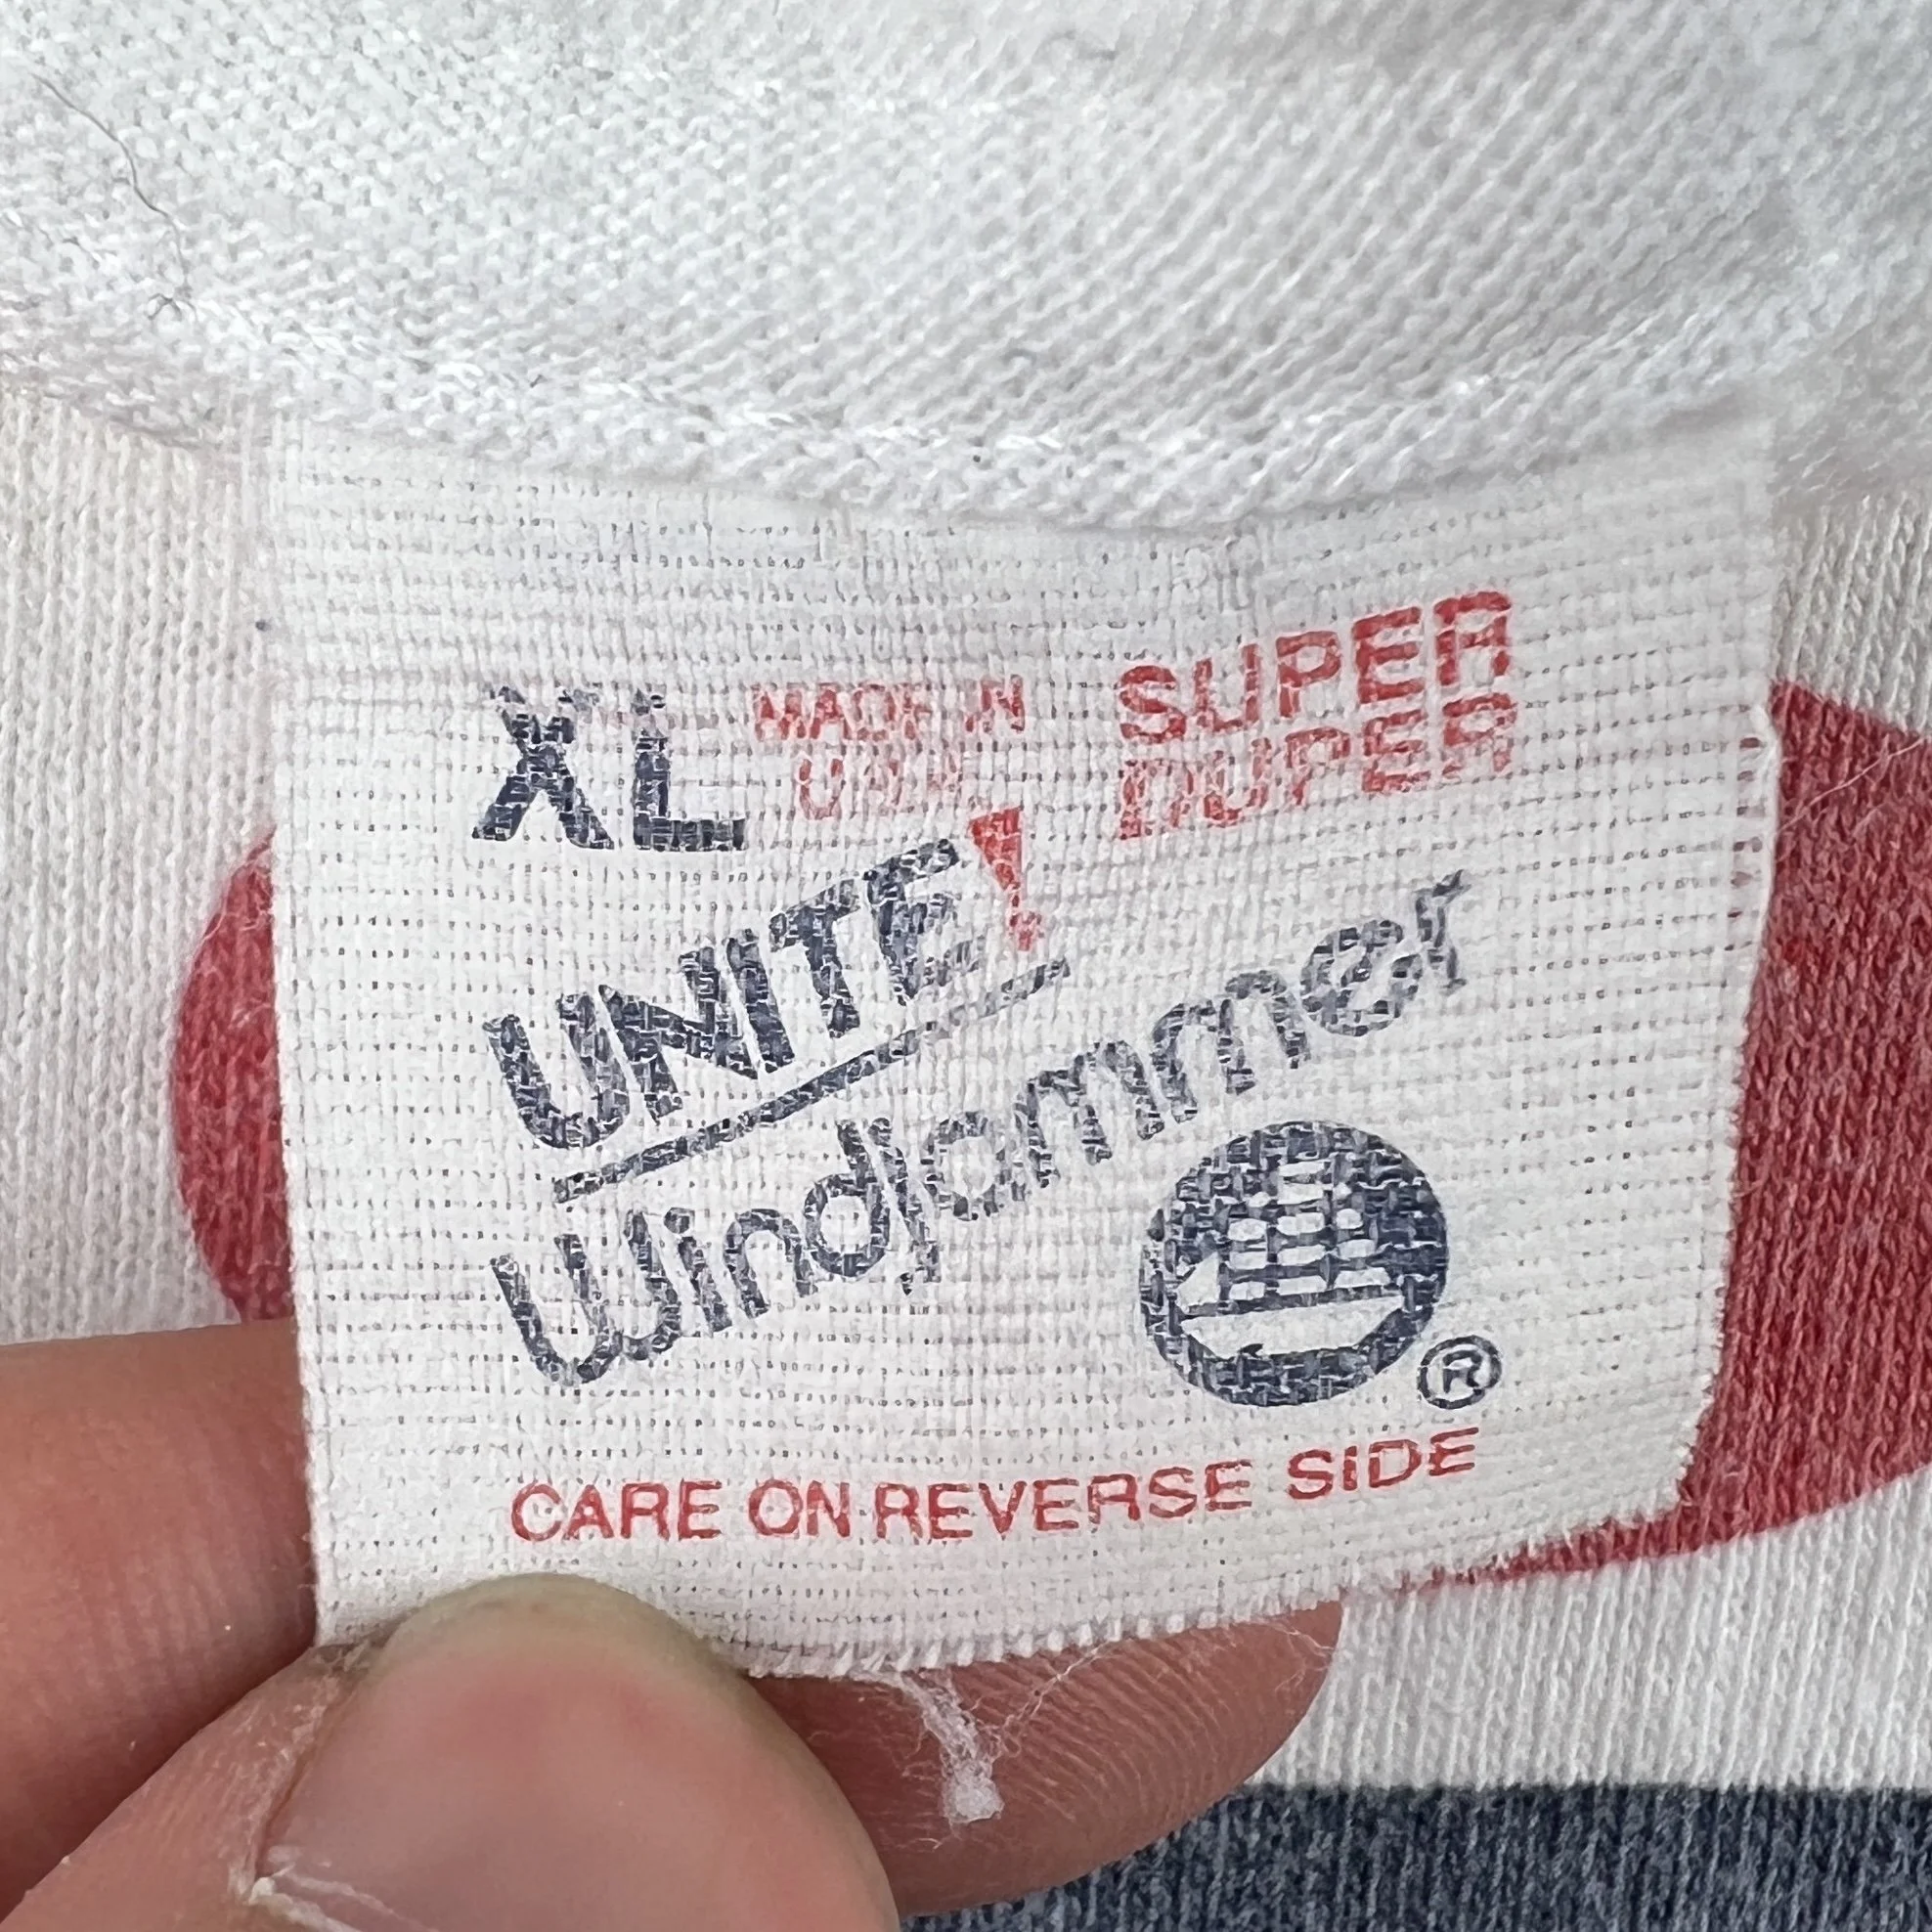 XL
MADE IN
U.S.A.
SUPER
DUPER
UNITE!
Windjammer
®
CARE ON REVERSE SIDE